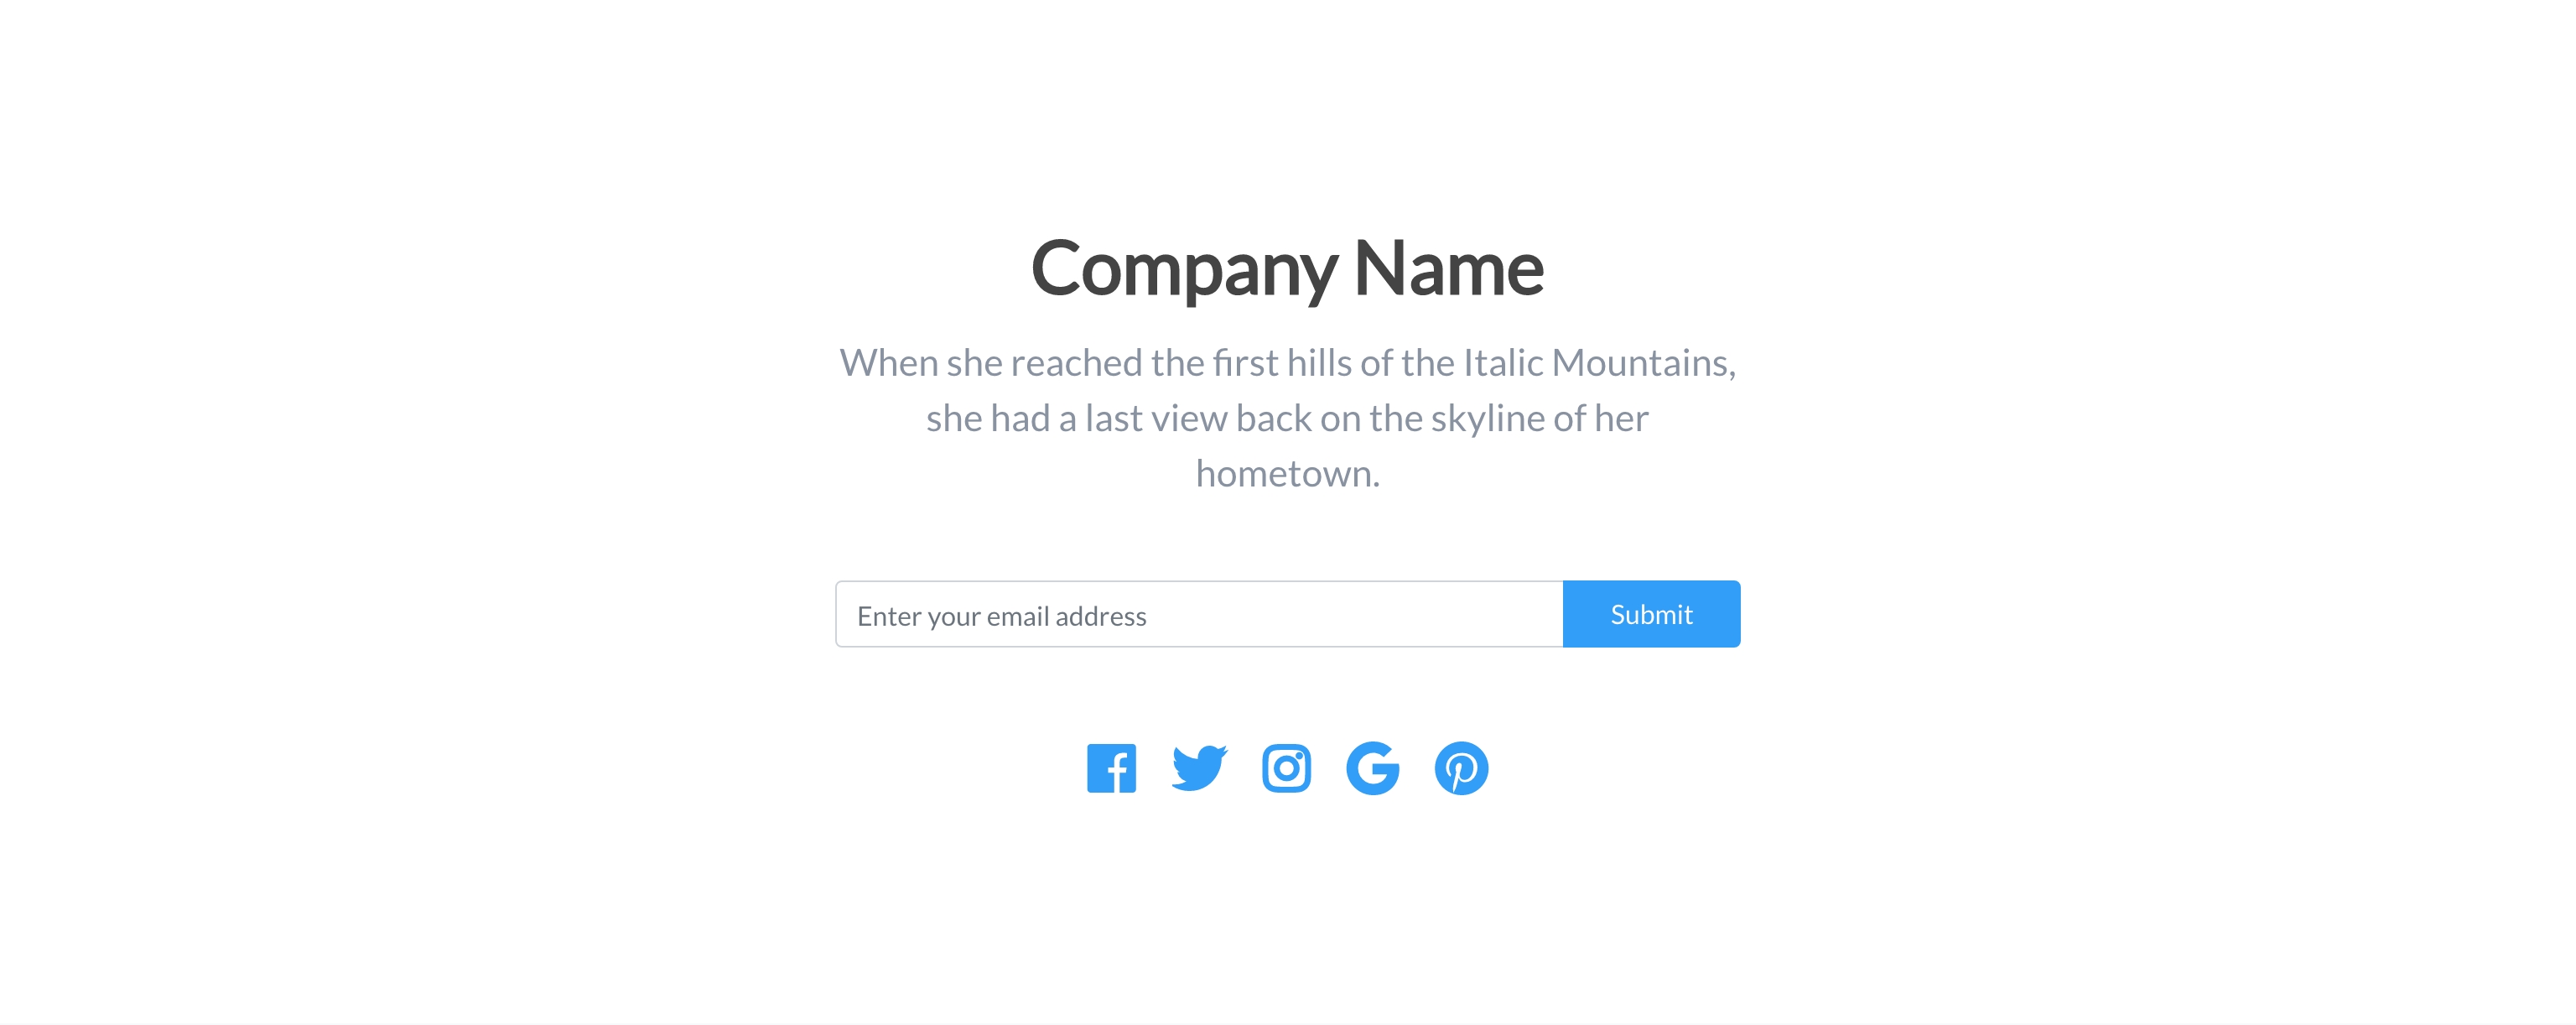 Company Name
When she reached the first hills of the Italic Mountains,
she had a last view back on the skyline of her
hometown.
Enter your email address
Submit